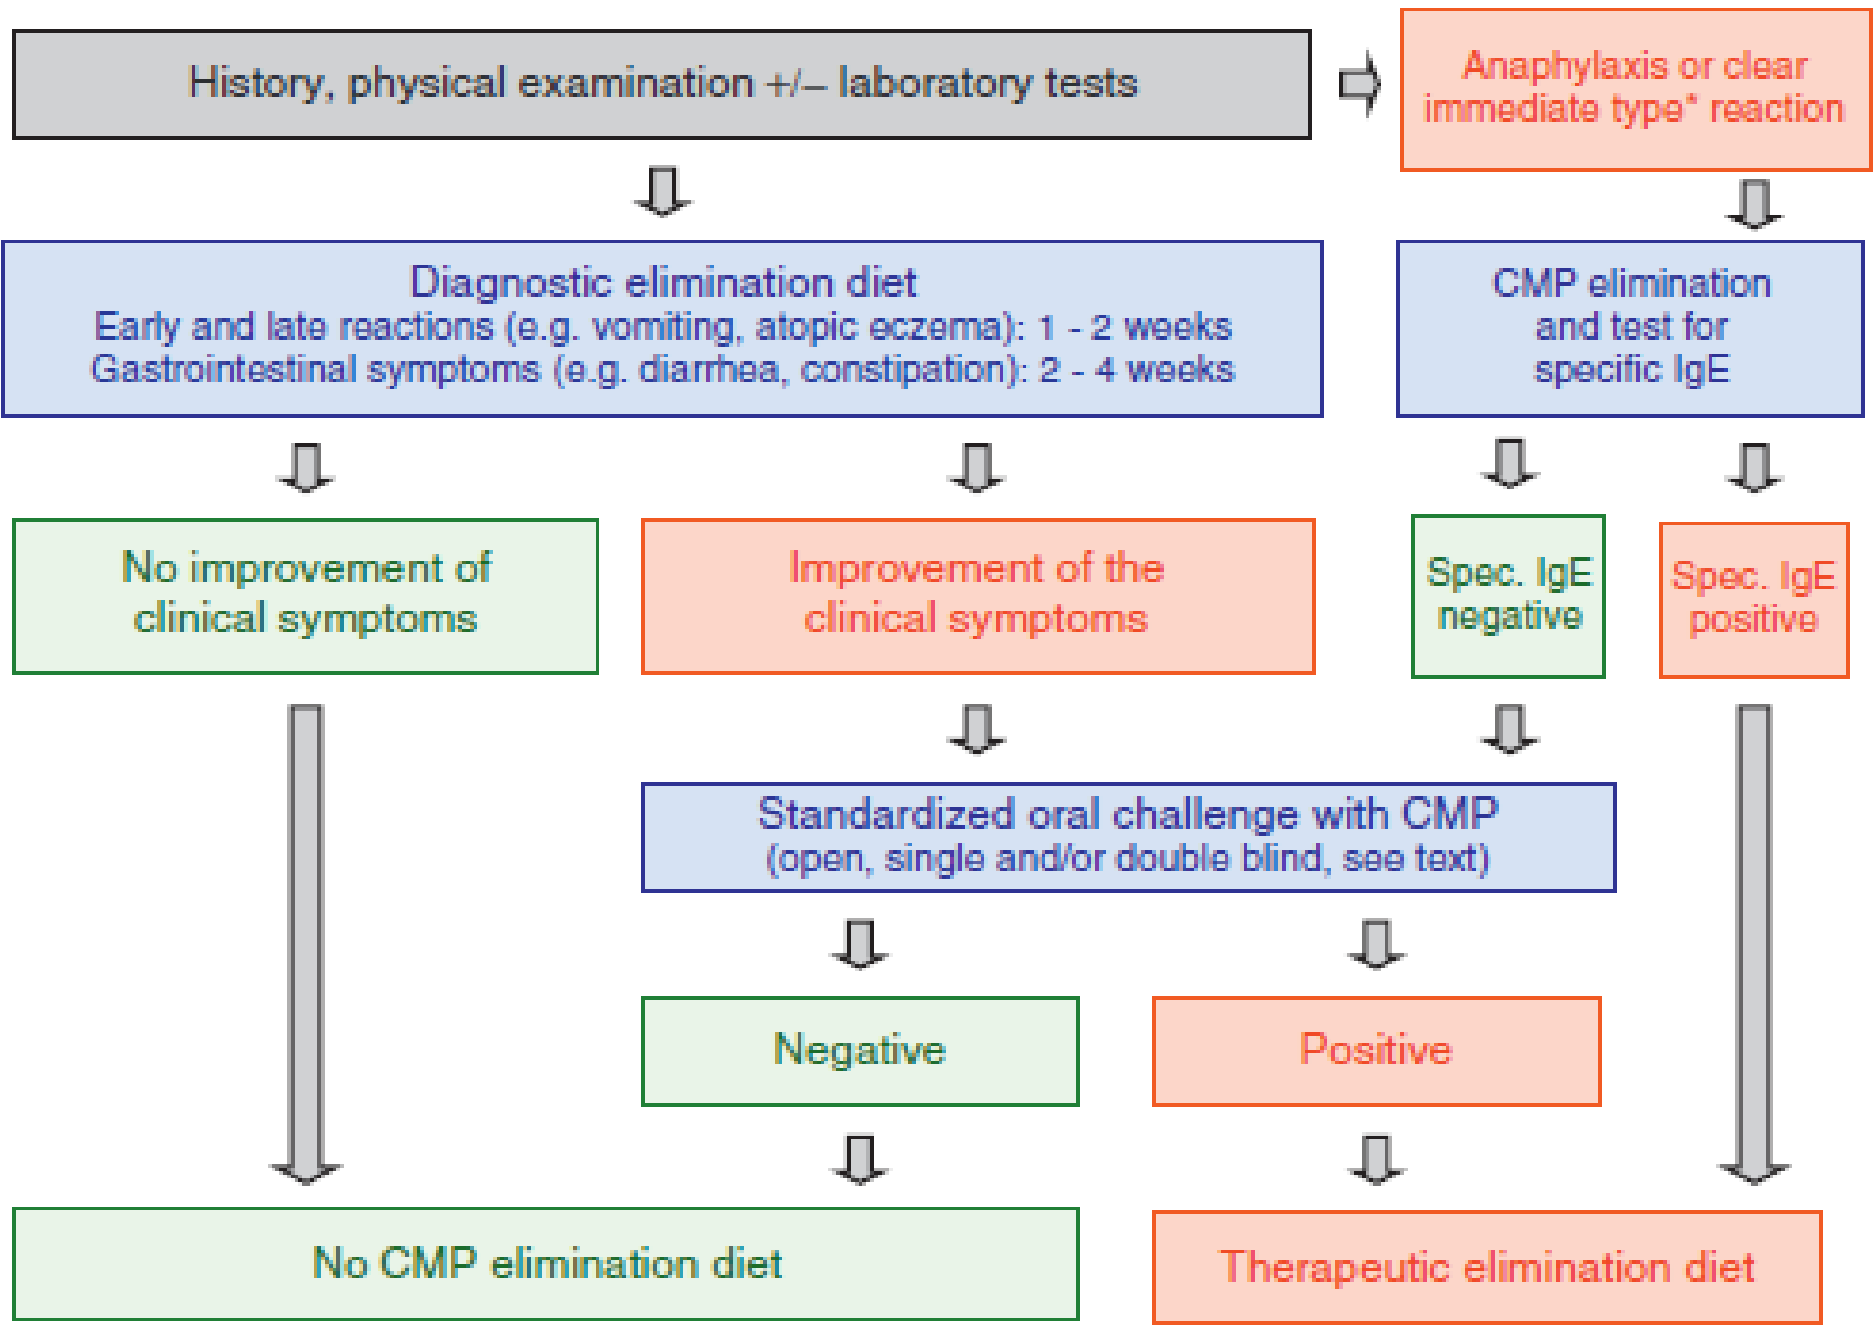 History, physical examination +/– laboratory tests
Anaphylaxis or clear
immediate type* reaction
Diagnostic elimination diet
Early and late reactions (e.g. vomiting, atopic eczema): 1 - 2 weeks
Gastrointestinal symptoms (e.g. diarrhea, constipation): 2 - 4 weeks
CMP elimination
and test for
specific IgE
No improvement of
clinical symptoms
Improvement of the
clinical symptoms
Spec. IgE
negative
Spec. IgE
positive
Standardized oral challenge with CMP
(open, single and/or double blind, see text)
Negative
Positive
No CMP elimination diet
Therapeutic elimination diet